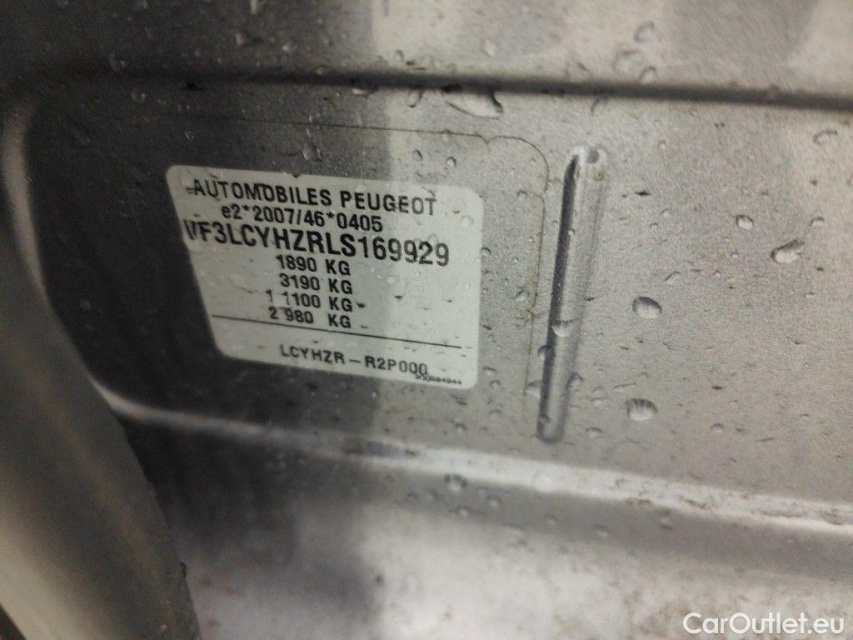 AUTOMOBILES PEUGEOT
e2*2007/46*0405
VF3LCYHZRLS169929
1890 KG
3190 KG
1 1100 KG
2 980 KG
LCYHZR-R2P000
CarOutlet.eu